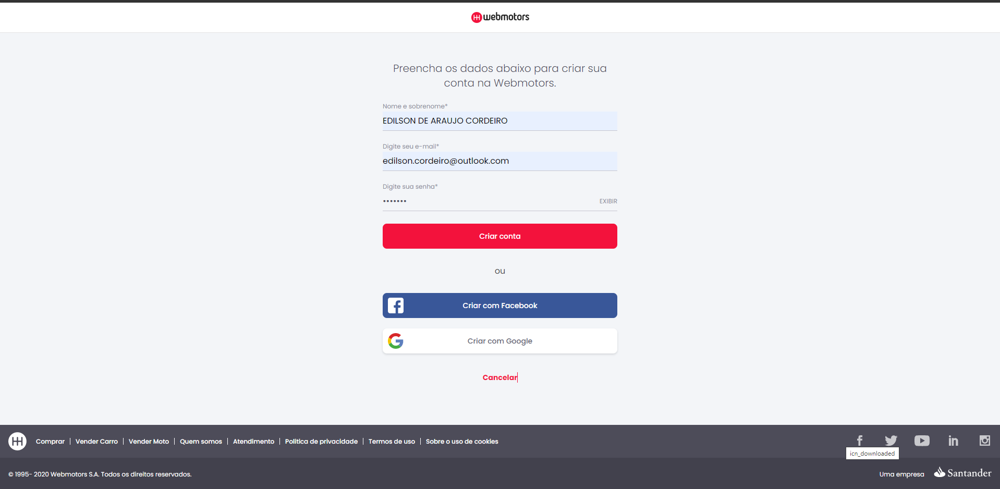 webmotors
Preencha os dados abaixo para criar sua
conta na Webmotors.
Nome e sobrenome*
EDILSON DE ARAUJO CORDEIRO
Digite seu e-mail*
edilson.cordeiro@outlook.com
Digite sua senha*
••••••• EXIBIR
Criar conta
ou
Criar com Facebook
Criar com Google
Cancelar
Comprar | Vender Carro | Vender Moto | Quem somos | Atendimento | Politica de privacidade | Termos de uso | Sobre o uso de cookies
icn_downloaded
© 1995- 2020 Webmotors S.A. Todos os direitos reservados.
Uma empresa Santander